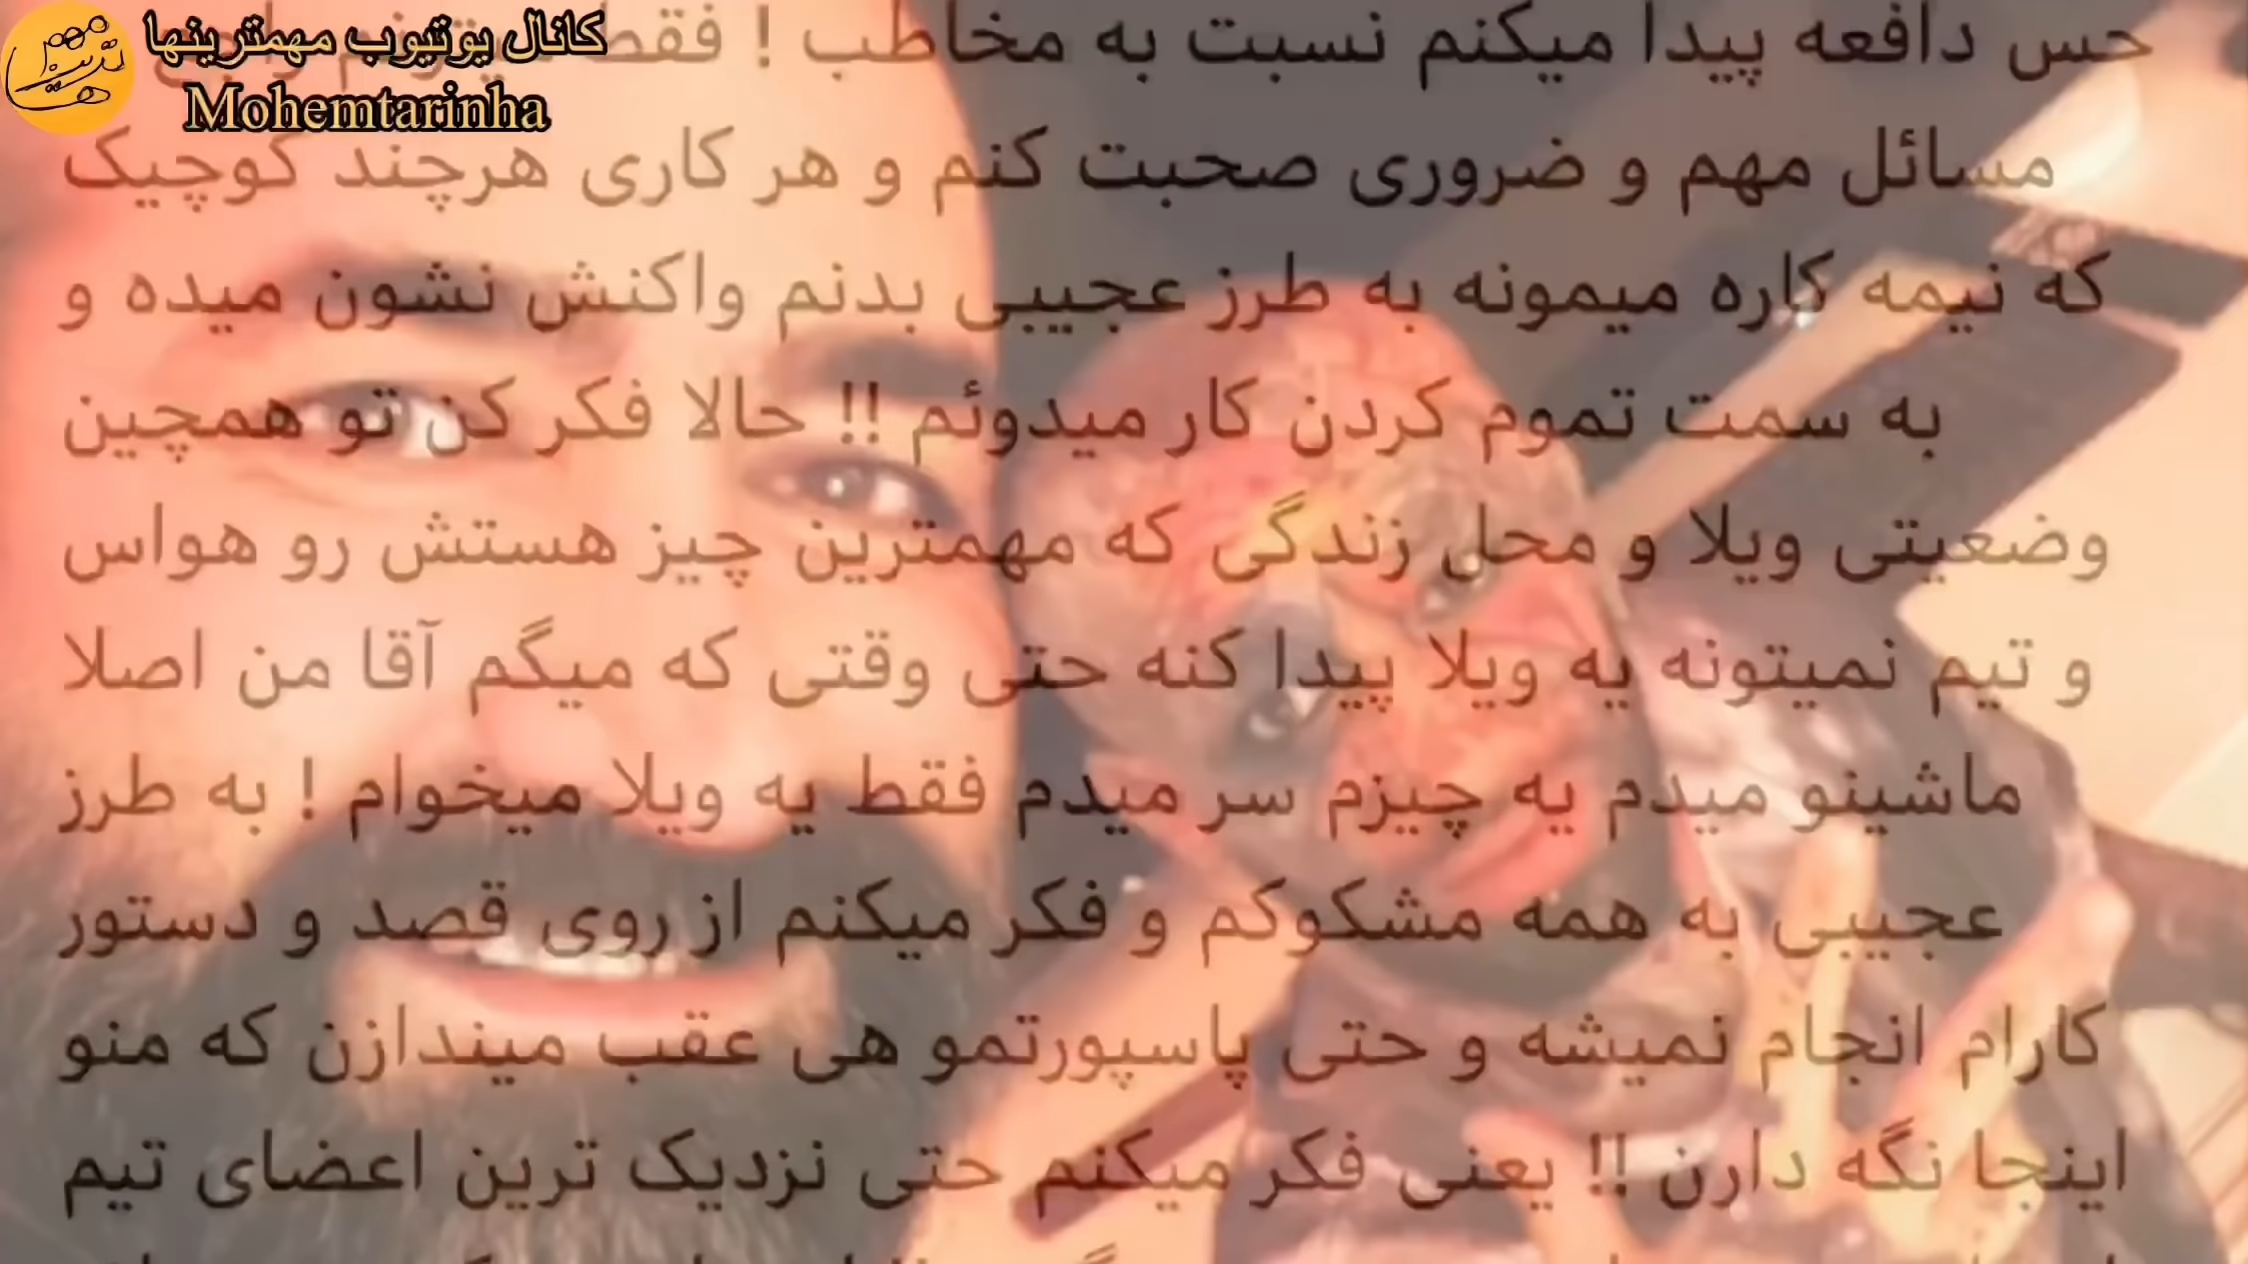 کانال یوتیوب مهمترینها
Mohemtarinha
حس دافعه پیدا میکنم نسبت به مخاطب ! فقط
مسائل مهم و ضروری صحبت کنم و هر کاری هرچند کوچیک
که نیمه کاره میمونه به طرز عجیبی بدنم واکنش نشون میده و
به سمت تموم کردن کار میدوئم !! حالا فکر کن تو همچین
وضعیتی ویلا و محل زندگی که مهمترین چیز هستش رو هواس
و تیم نمیتونه یه ویلا پیدا کنه حتی وقتی که میگم آقا من اصلا
ماشینو میدم یه چیزم سر میدم فقط یه ویلا میخوام ! به طرز
عجیبی به همه مشکوکم و فکر میکنم از روی قصد و دستور
کارام انجام نمیشه و حتی پاسپورتمو هی عقب میندازن که منو
اینجا نگه دارن !! یعنی فکر میکنم حتی نزدیک ترین اعضای تیم